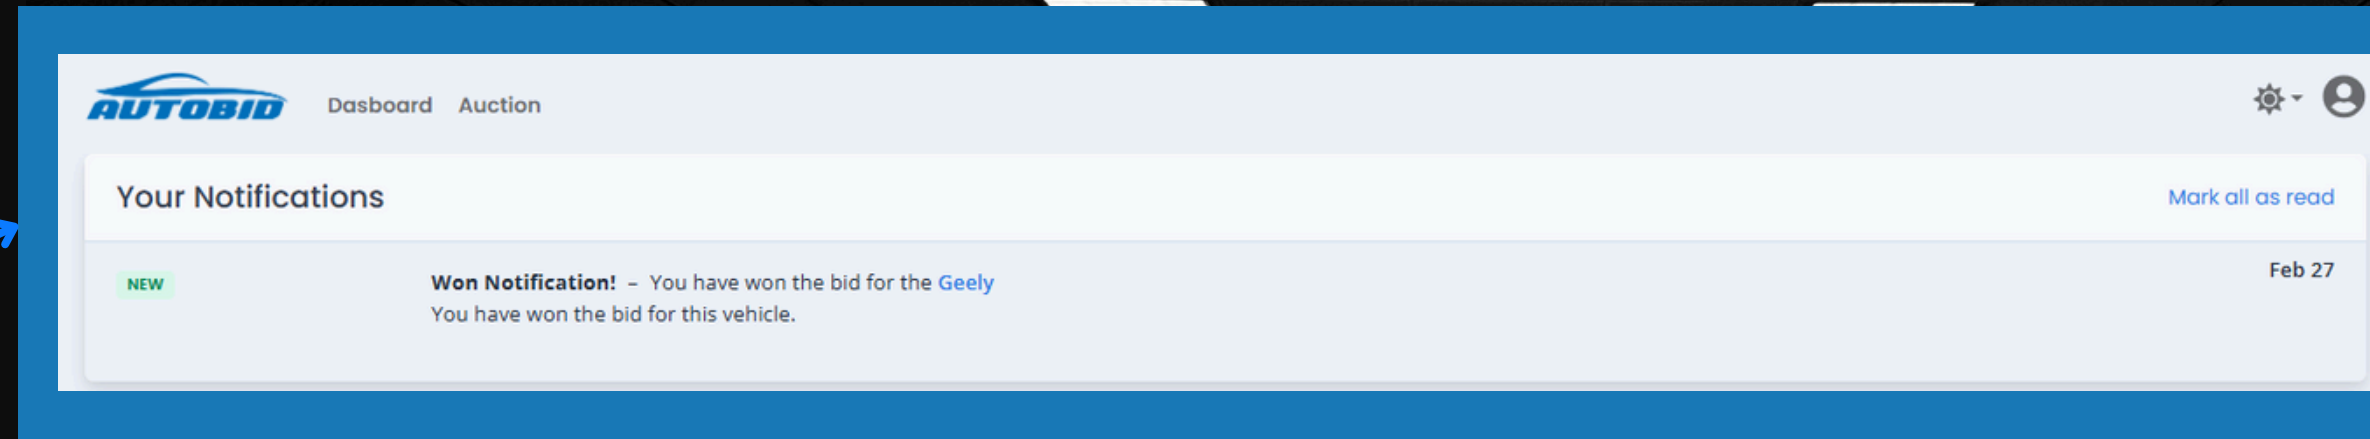 AUTOBID Dasboard Auction
Your Notifications Mark all as read
NEW Won Notification! – You have won the bid for the Geely Feb 27
You have won the bid for this vehicle.